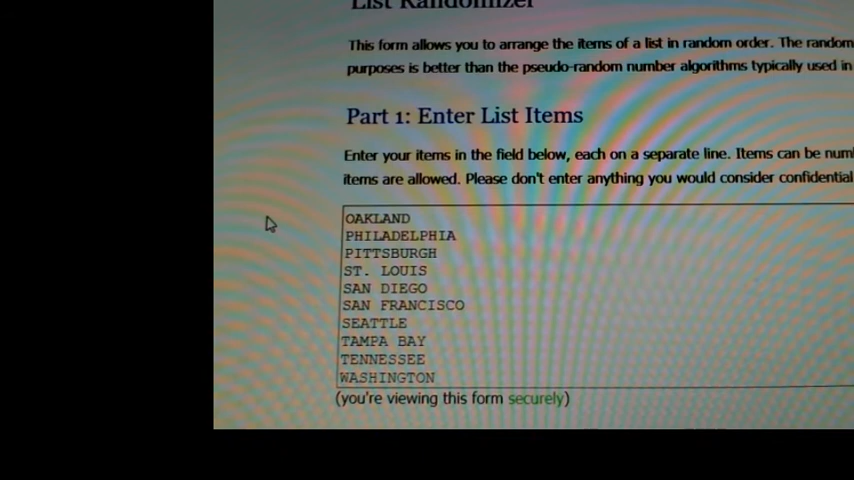 List Randomizer
This form allows you to arrange the items of a list in random order. The random
purposes is better than the pseudo-random number algorithms typically used in
Part 1: Enter List Items
Enter your items in the field below, each on a separate line. Items can be num
items are allowed. Please don't enter anything you would consider confidential
OAKLAND
PHILADELPHIA
PITTSBURGH
ST. LOUIS
SAN DIEGO
SAN FRANCISCO
SEATTLE
TAMPA BAY
TENNESSEE
WASHINGTON
(you're viewing this form securely)